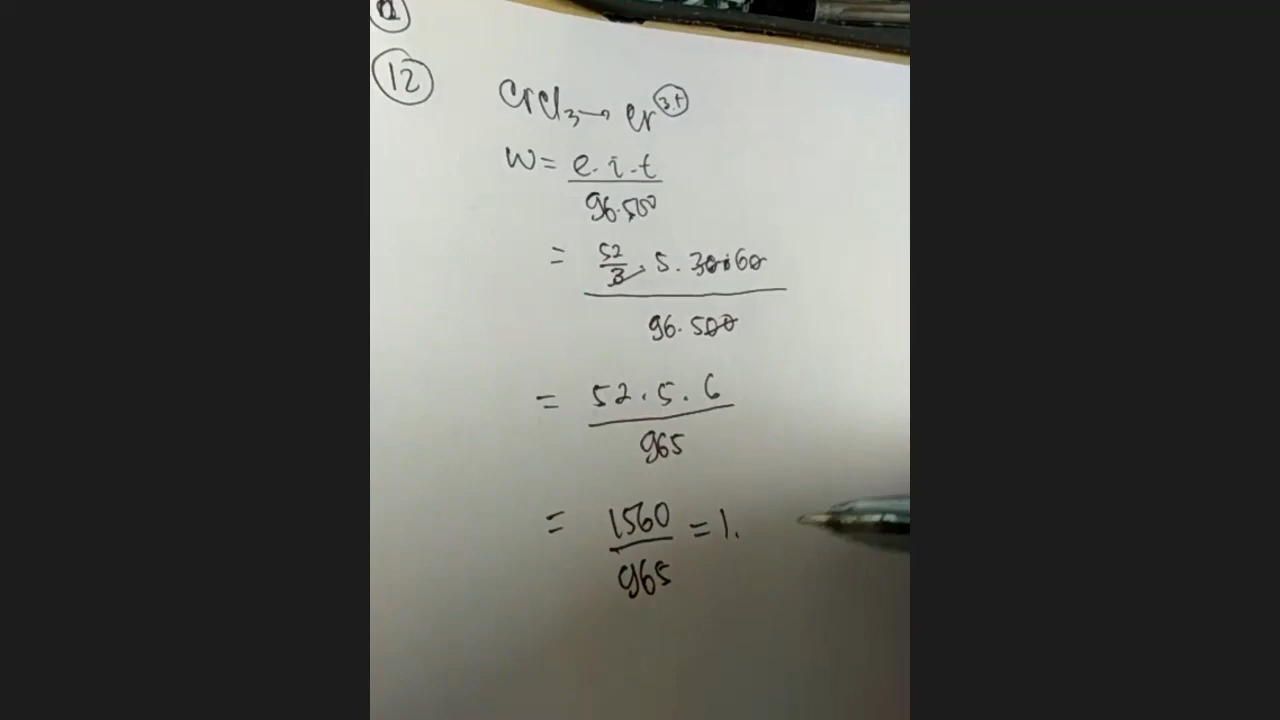 12
CrCl3 → Cr3+
W = e.i.t / 96.500
= 52/3 . 5 . 30.60 / 96.500
= 52.5.6 / 965
= 1560 / 965 = 1.